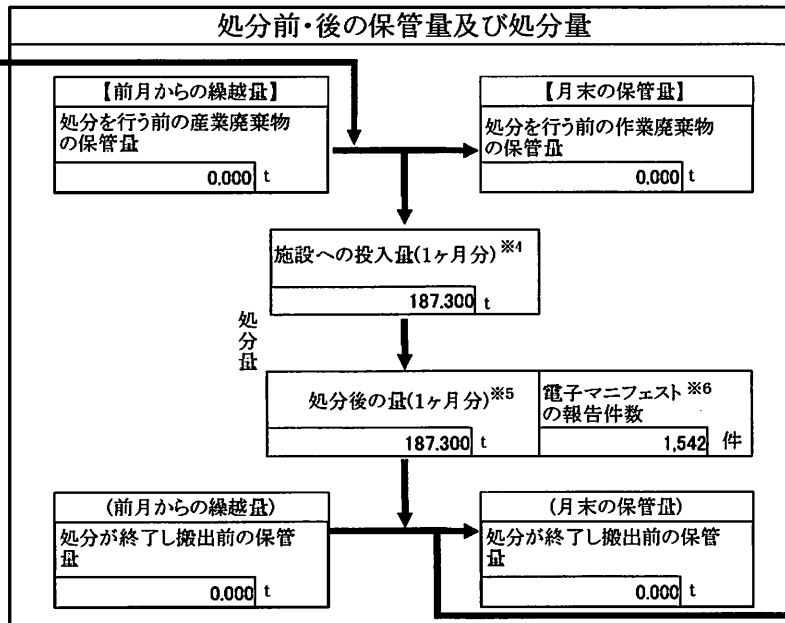 処分前・後の保管量及び処分量
【前月からの繰越量】
処分を行う前の産業廃棄物
の保管量
0.000 t
【月末の保管量】
処分を行う前の作業廃棄物
の保管量
0.000 t
施設への投入量(1ヶ月分)※4
187.300 t
処分量
処分後の量(1ヶ月分)※5
187.300 t
電子マニフェスト※6
の報告件数
1,542 件
(前月からの繰越量)
処分が終了し搬出前の保管
量
0.000 t
(月末の保管量)
処分が終了し搬出前の保管
量
0.000 t